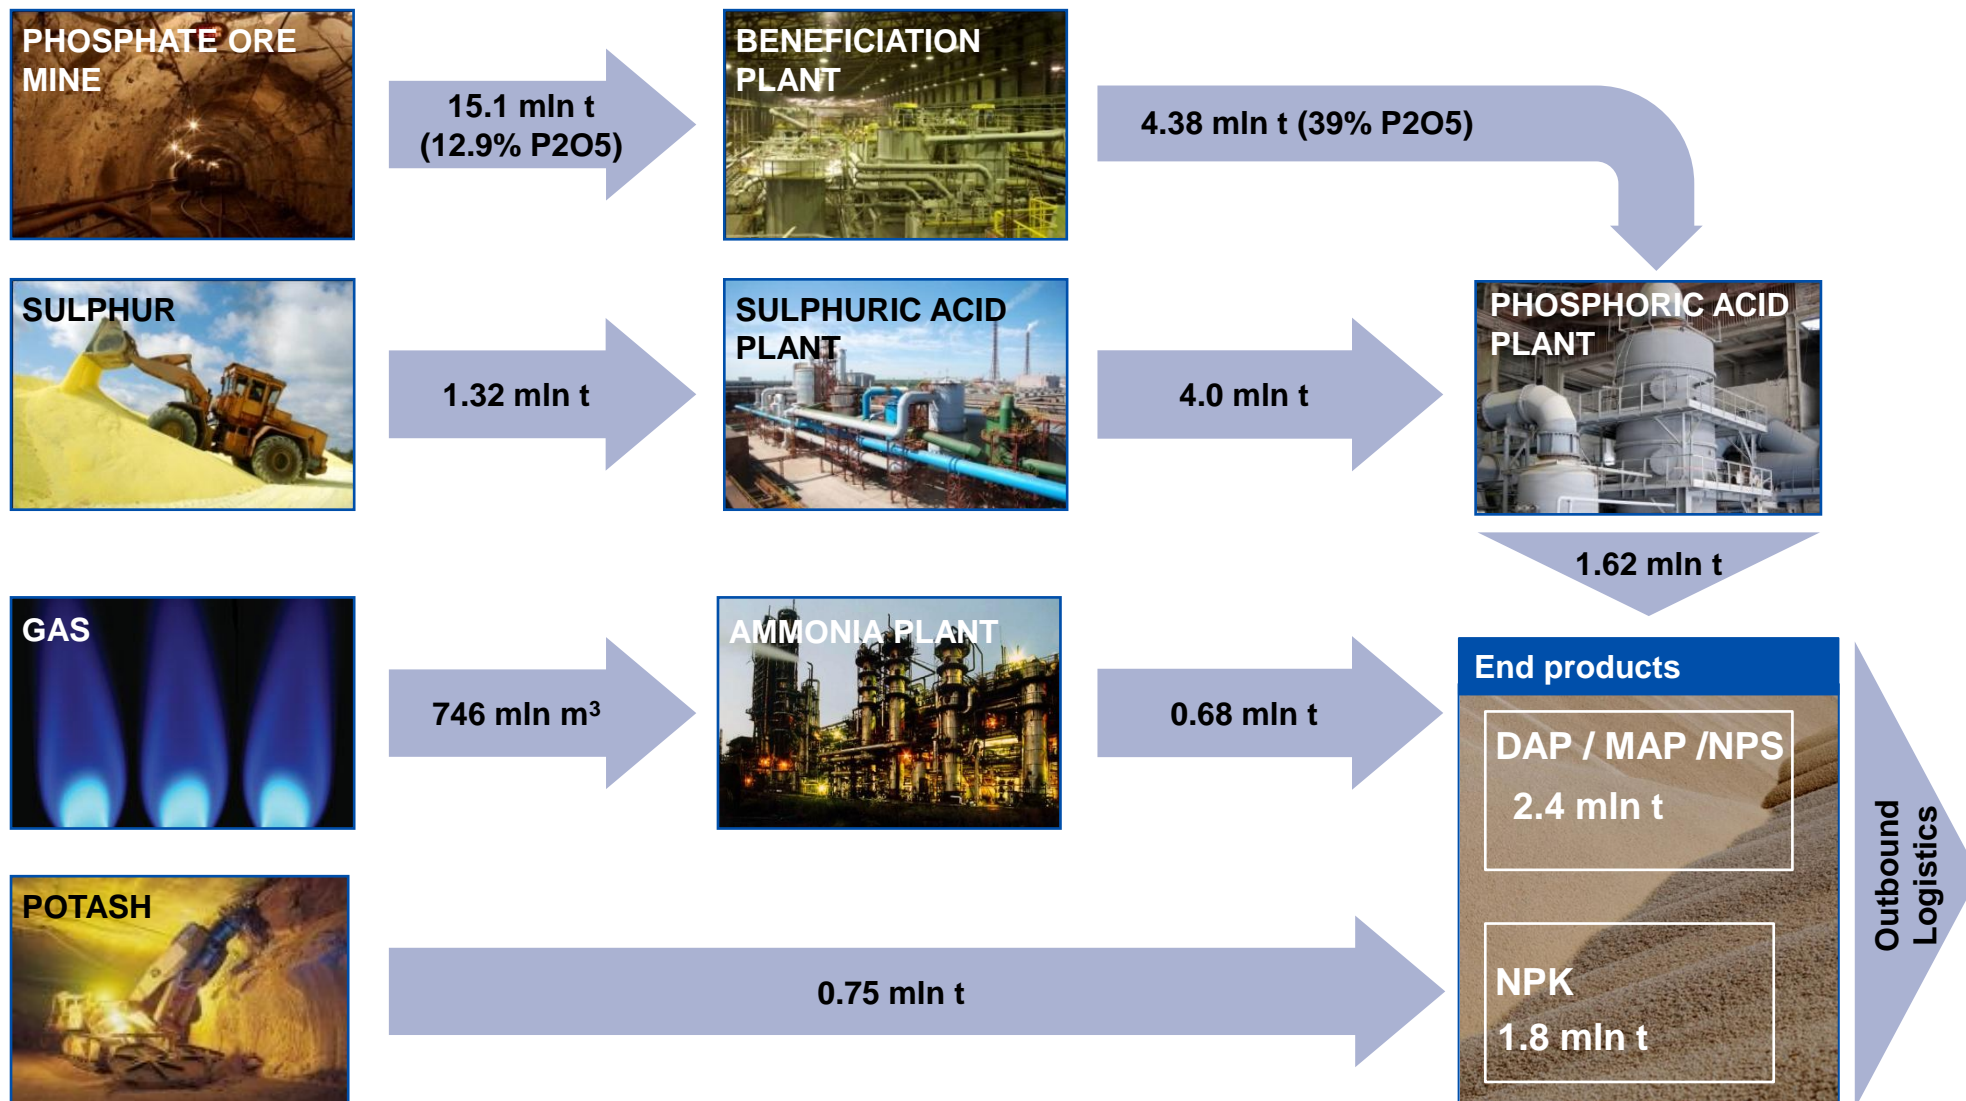 PHOSPHATE ORE
MINE
15.1 mln t
(12.9% P2O5)
BENEFICIATION
PLANT
4.38 mln t (39% P2O5)
SULPHUR
1.32 mln t
SULPHURIC ACID
PLANT
4.0 mln t
PHOSPHORIC ACID
PLANT
1.62 mln t
GAS
746 mln m³
AMMONIA PLANT
0.68 mln t
End products
DAP / MAP /NPS
2.4 mln t
POTASH
0.75 mln t
NPK
1.8 mln t
Outbound
Logistics